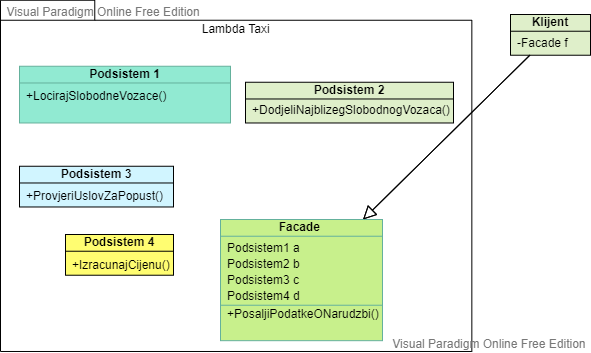 Visual Paradigm Online Free Edition
Lambda Taxi
Klijent
-Facade f
Podsistem 1
+LocirajSlobodneVozace()
Podsistem 2
+DodjeliNajblizegSlobodnogVozaca()
Podsistem 3
+ProvjeriUslovZaPopust()
Podsistem 4
+IzracunajCijenu()
Facade
Podsistem1 a
Podsistem2 b
Podsistem3 c
Podsistem4 d
+PosaljiPodatkeONarudzbi()
Visual Paradigm Online Free Edition